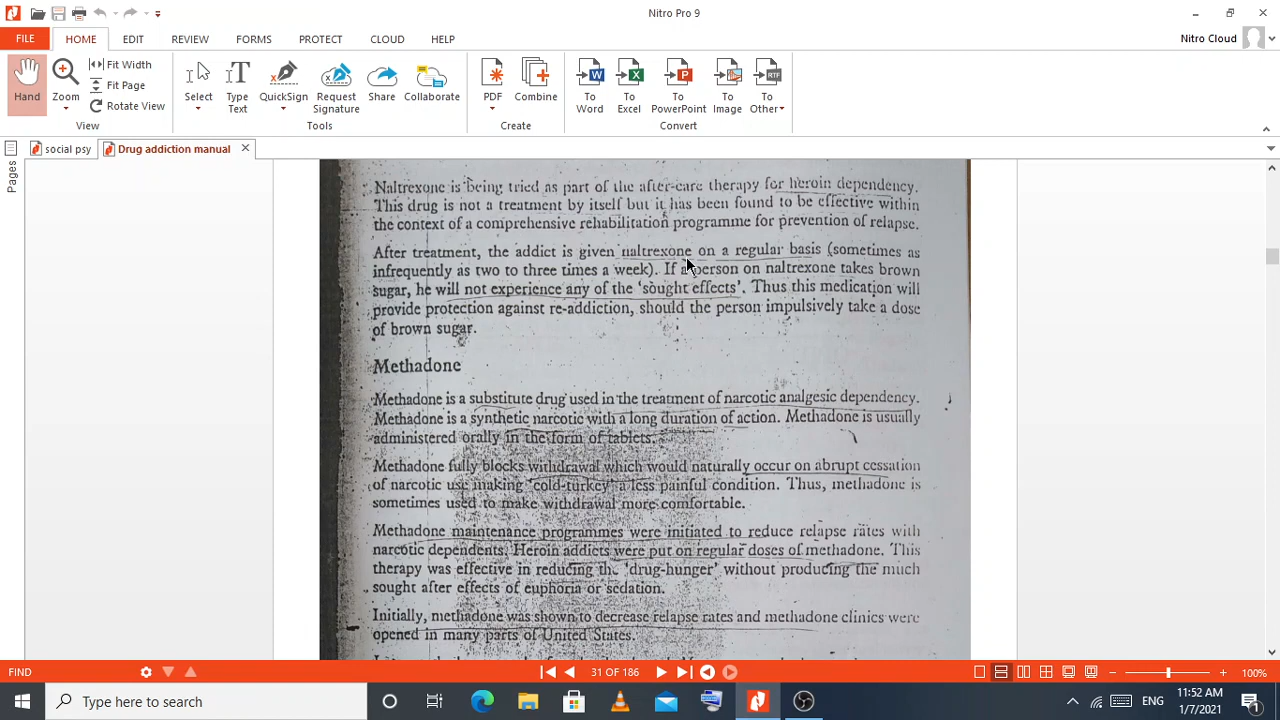 Nitro Pro 9
FILE HOME EDIT REVIEW FORMS PROTECT CLOUD HELP Nitro Cloud
Hand Zoom Fit Width Fit Page Rotate View Select Type Text QuickSign Request Signature Share Collaborate PDF Combine To Word To Excel To PowerPoint To Image To Other
View Tools Create Convert
Pages social psy Drug addiction manual
Naltrexone is being tried as part of the after-care therapy for heroin dependency.
This drug is not a treatment by itself but it has been found to be effective within
the context of a comprehensive rehabilitation programme for prevention of relapse.
After treatment, the addict is given naltrexone on a regular basis (sometimes as
infrequently as two to three times a week). If a person on naltrexone takes brown
sugar, he will not experience any of the 'sought effects'. Thus this medication will
provide protection against re-addiction, should the person impulsively take a dose
of brown sugar.
Methadone
Methadone is a substitute drug used in the treatment of narcotic analgesic dependency.
Methadone is a synthetic narcotic with a long duration of action. Methadone is usually
administered orally in the form of tablets.
Methadone fully blocks withdrawal which would naturally occur on abrupt cessation
of narcotic use making 'cold-turkey' a less painful condition. Thus, methadone is
sometimes used to make withdrawal more comfortable.
Methadone maintenance programmes were initiated to reduce relapse rates with
narcotic dependents. Heroin addicts were put on regular doses of methadone. This
therapy was effective in reducing the 'drug-hunger' without producing the much
sought after effects of euphoria or sedation.
Initially, methadone was shown to decrease relapse rates and methadone clinics were
opened in many parts of United States.
FIND 31 OF 186 100%
Type here to search ENG 11:52 AM
1/7/2021 1